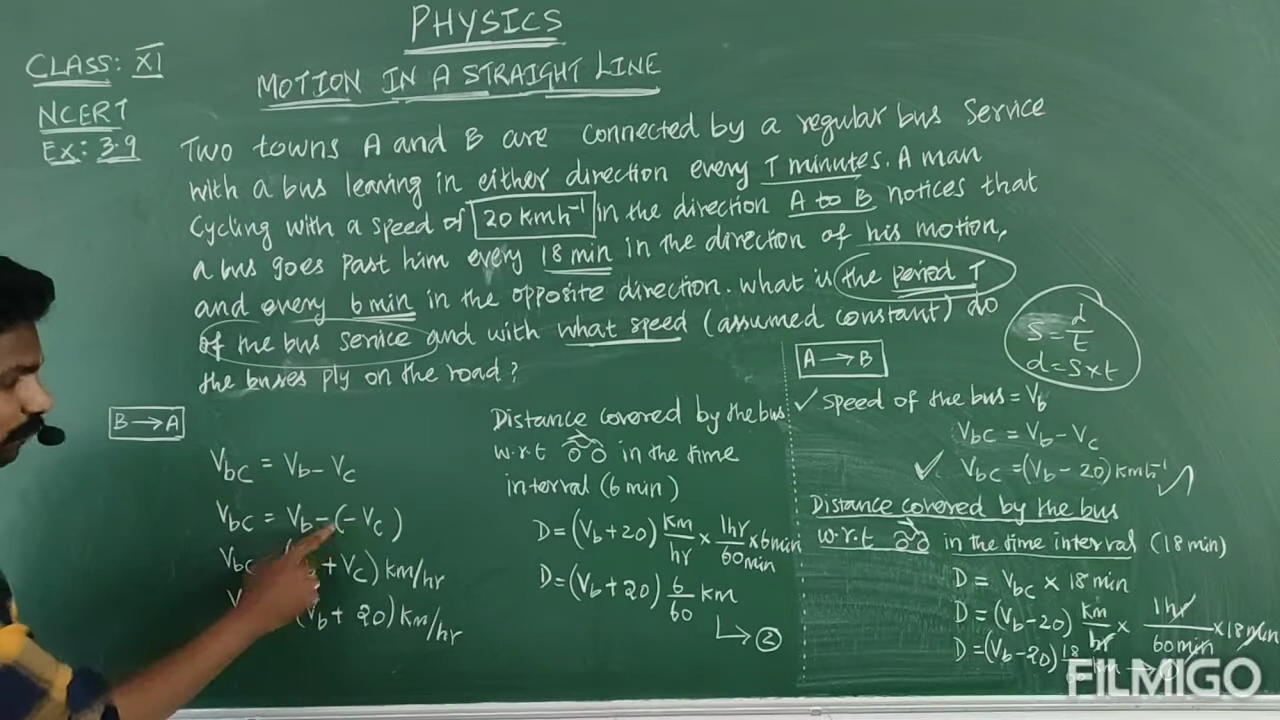 PHYSICS
CLASS: XI
MOTION IN A STRAIGHT LINE
NCERT
Ex: 3.9
Two towns A and B are connected by a regular bus service
with a bus leaving in either direction every T minutes. A man
Cycling with a speed of 20 kmh⁻¹ in the direction A to B notices that
a bus goes past him every 18 min in the direction of his motion,
and every 6 min in the opposite direction. What is the period T
of the bus service and with what speed (assumed constant) do
the buses ply on the road?
S = d/t
d = S × t
B → A
V_bc = V_b - V_c
V_bc = V_b - (-V_c)
V_bc + V_c) km/hr
(V_b + 20) km/hr
Distance covered by the bus
w.r.t in the time
interval (6 min)
D = (V_b + 20) km/hr × 1hr/60min × 6min
D = (V_b + 20) 6/60 km
→ ②
A → B
✓ Speed of the bus = V_b
V_bc = V_b - V_c
✓ V_bc = (V_b - 20) kmh⁻¹
Distance covered by the bus
w.r.t in the time interval (18 min)
D = V_bc × 18 min
D = (V_b - 20) km/hr × 1hr/60min × 18min
D = (V_b - 20) 18
FILMIGO